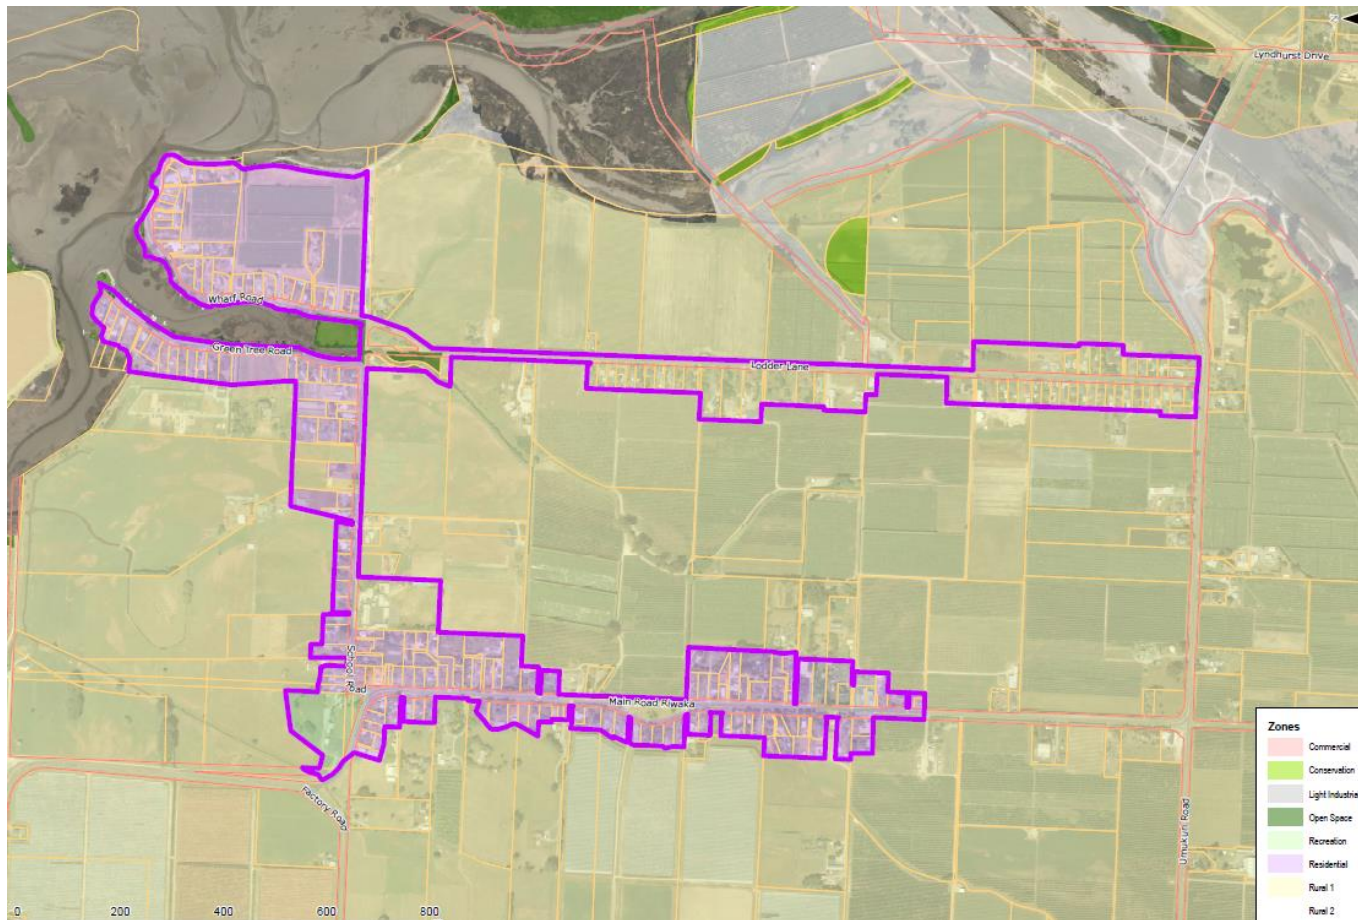 Lyndhurst Drive
Wharf Road
Green Tree Road
Lodder Lane
School Road
Main Road Riwaka
Factory Road
Umukuri Road
Zones
Commercial
Conservation
Light Industria
Open Space
Recreation
Residential
Rural 1
Rural 2
0 200 400 600 800